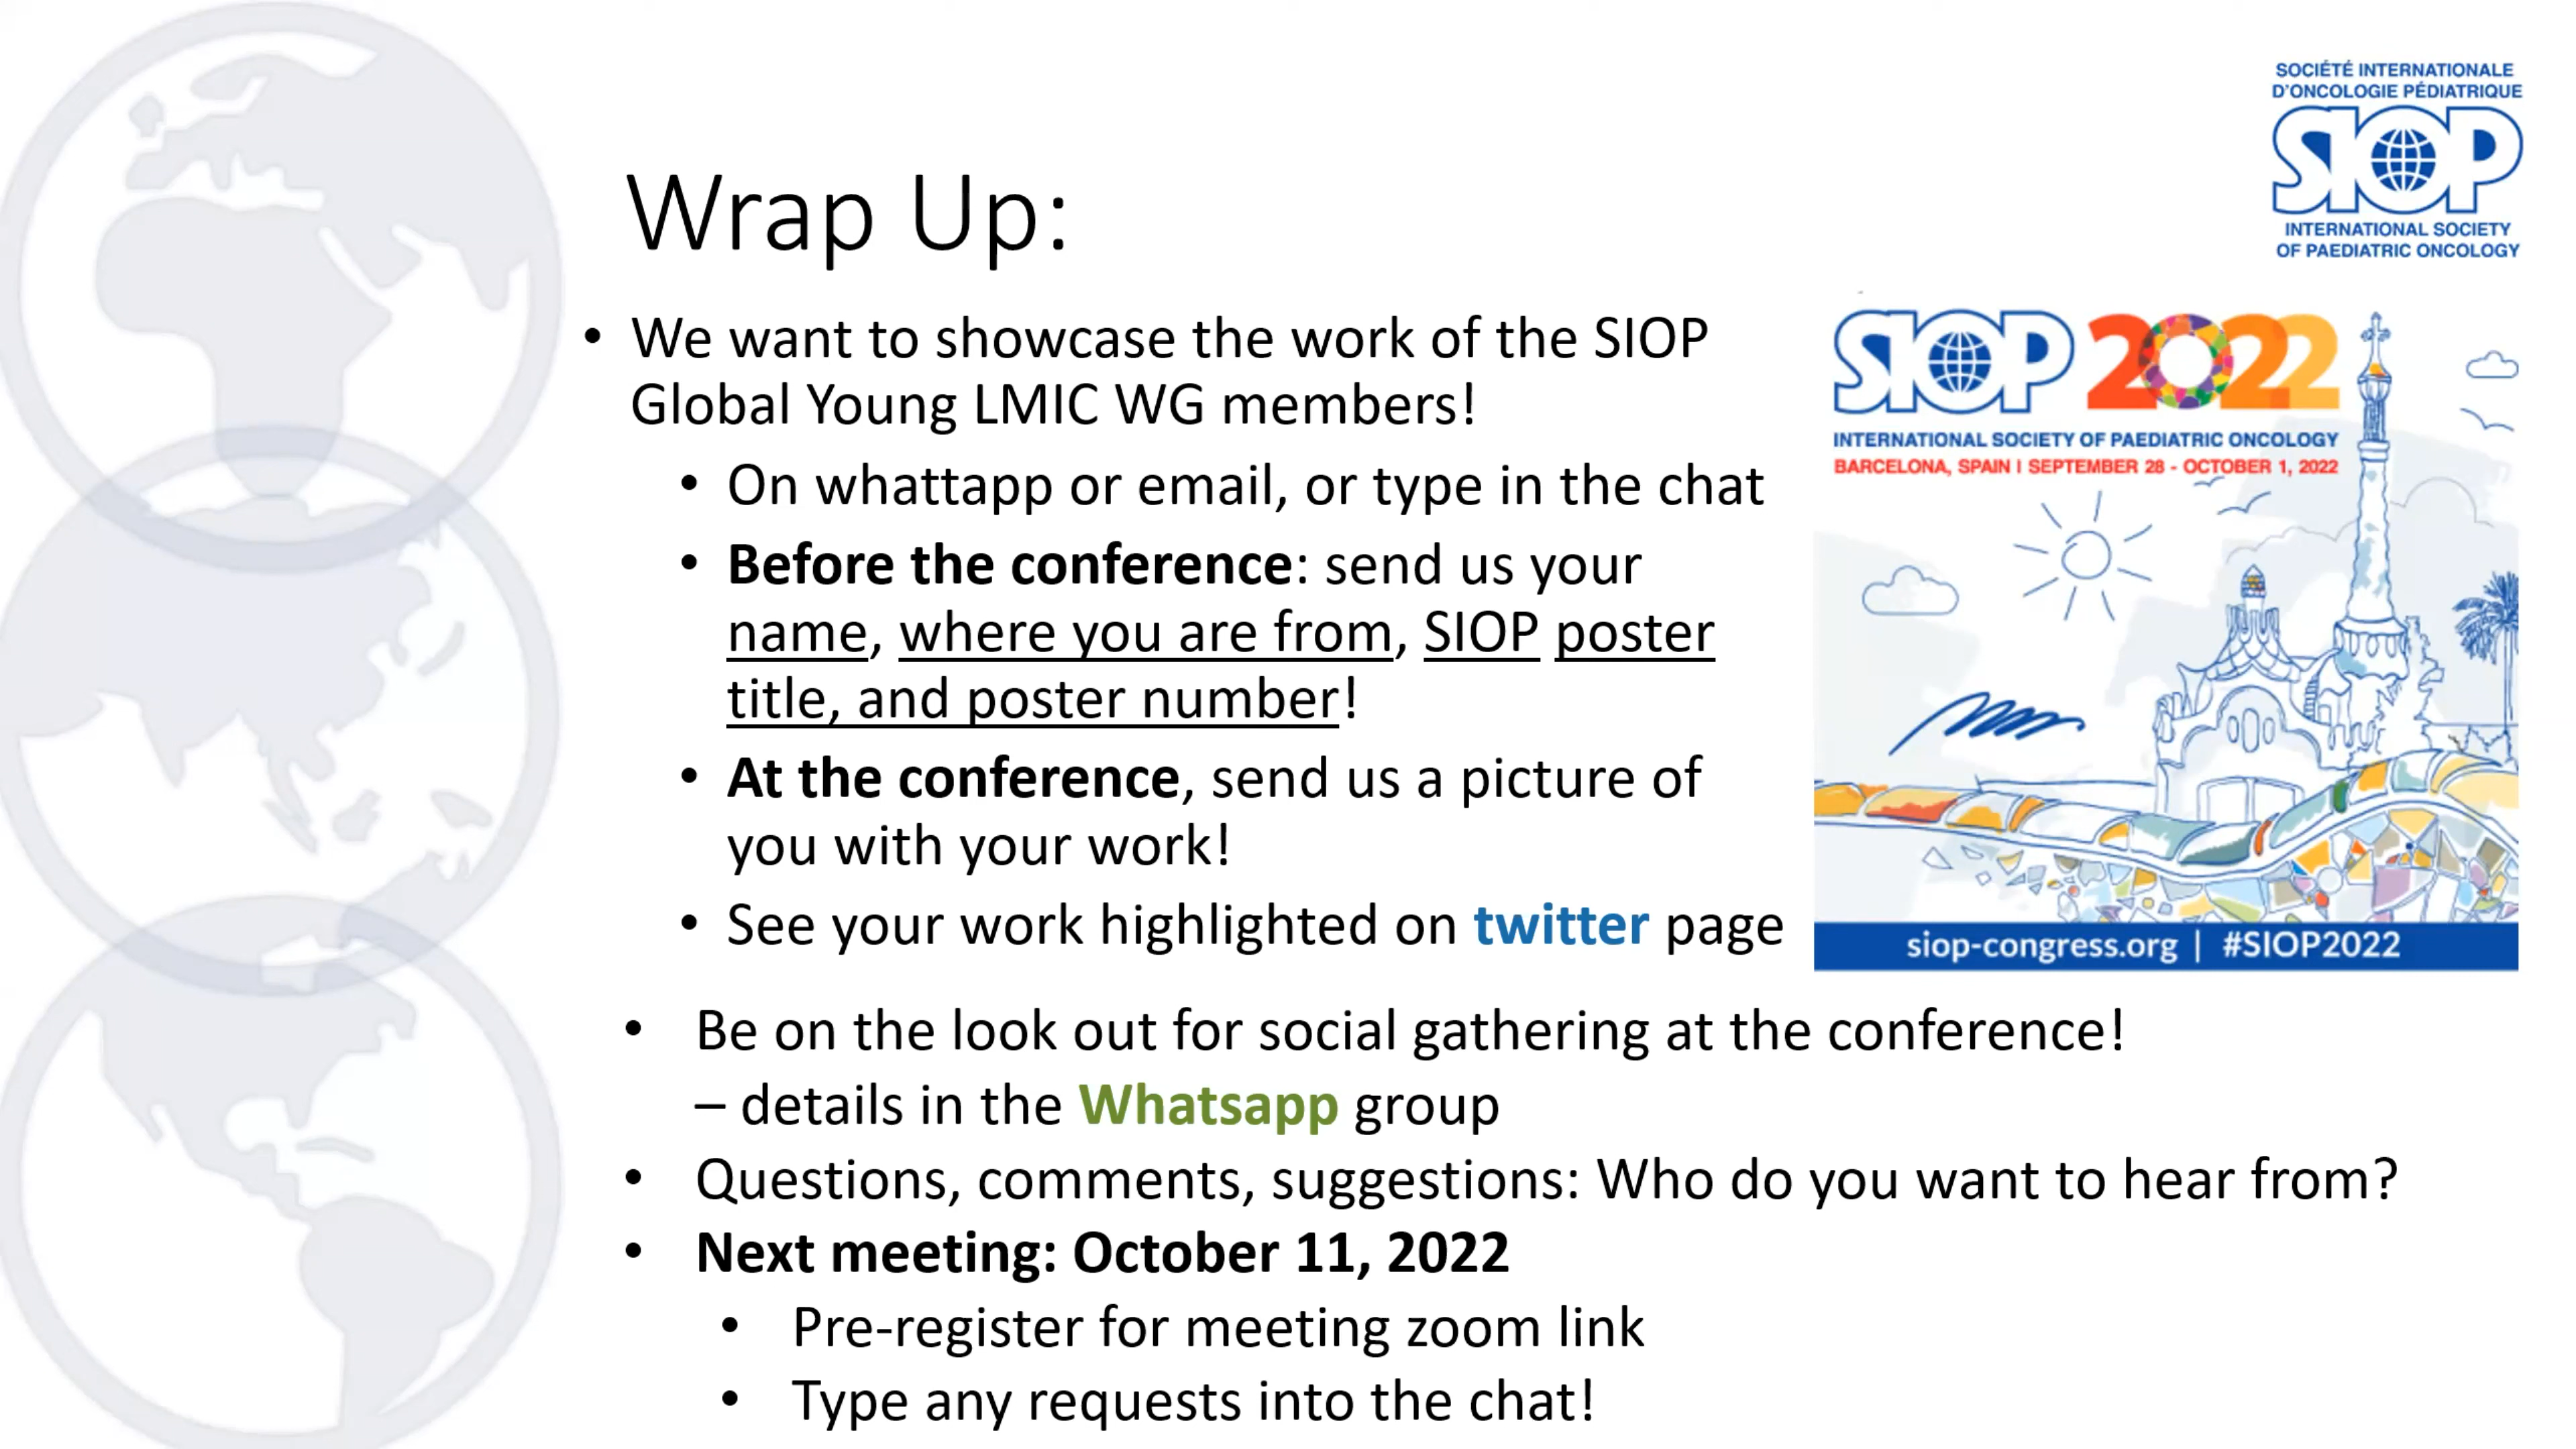 SOCIÉTÉ INTERNATIONALE
D'ONCOLOGIE PÉDIATRIQUE
SIOP
INTERNATIONAL SOCIETY
OF PAEDIATRIC ONCOLOGY
Wrap Up:
• We want to showcase the work of the SIOP
Global Young LMIC WG members!
• On whattapp or email, or type in the chat
• Before the conference: send us your
name, where you are from, SIOP poster
title, and poster number!
• At the conference, send us a picture of
you with your work!
• See your work highlighted on twitter page
SIOP 2022
INTERNATIONAL SOCIETY OF PAEDIATRIC ONCOLOGY
BARCELONA, SPAIN | SEPTEMBER 28 - OCTOBER 1, 2022
siop-congress.org | #SIOP2022
• Be on the look out for social gathering at the conference!
– details in the Whatsapp group
• Questions, comments, suggestions: Who do you want to hear from?
• Next meeting: October 11, 2022
• Pre-register for meeting zoom link
• Type any requests into the chat!